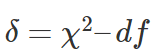 δ = χ²–df